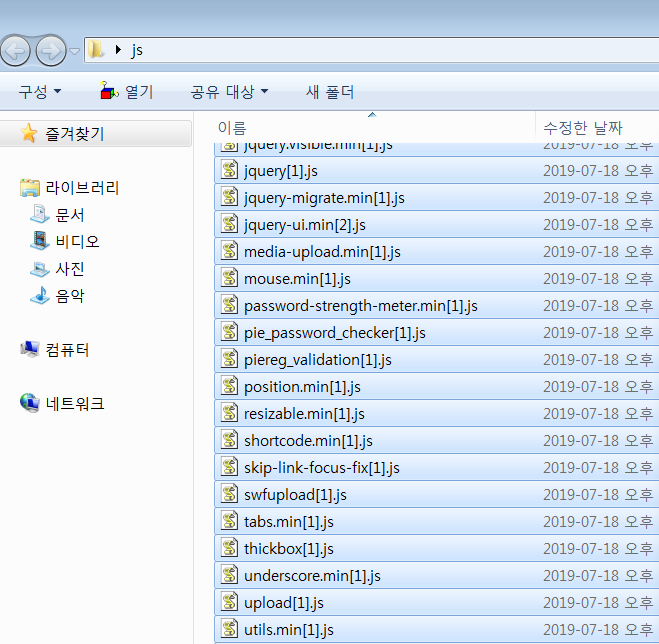 js
구성 열기 공유 대상 새 폴더
이름 수정한 날짜
즐겨찾기
라이브러리
문서
비디오
사진
음악
컴퓨터
네트워크
jquery.visible.min[1].js 2019-07-18 오후
jquery[1].js 2019-07-18 오후
jquery-migrate.min[1].js 2019-07-18 오후
jquery-ui.min[2].js 2019-07-18 오후
media-upload.min[1].js 2019-07-18 오후
mouse.min[1].js 2019-07-18 오후
password-strength-meter.min[1].js 2019-07-18 오후
pie_password_checker[1].js 2019-07-18 오후
piereg_validation[1].js 2019-07-18 오후
position.min[1].js 2019-07-18 오후
resizable.min[1].js 2019-07-18 오후
shortcode.min[1].js 2019-07-18 오후
skip-link-focus-fix[1].js 2019-07-18 오후
swfupload[1].js 2019-07-18 오후
tabs.min[1].js 2019-07-18 오후
thickbox[1].js 2019-07-18 오후
underscore.min[1].js 2019-07-18 오후
upload[1].js 2019-07-18 오후
utils.min[1].js 2019-07-18 오후